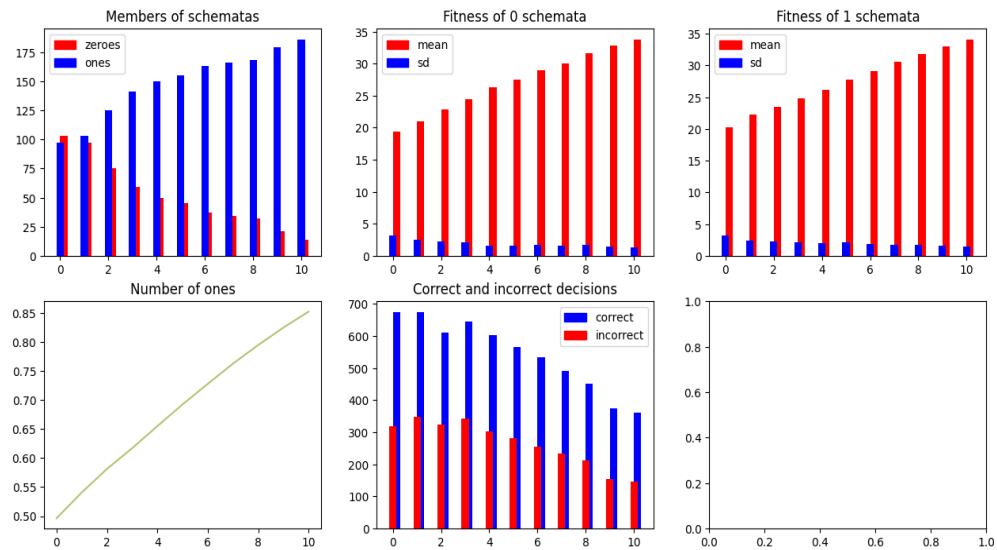 Members of schematas
zeroes
ones
175
150
125
100
75
50
25
0
0 2 4 6 8 10
Fitness of 0 schemata
mean
sd
35
30
25
20
15
10
5
0
0 2 4 6 8 10
Fitness of 1 schemata
mean
sd
35
30
25
20
15
10
5
0
0 2 4 6 8 10
Number of ones
0.85
0.80
0.75
0.70
0.65
0.60
0.55
0.50
0 2 4 6 8 10
Correct and incorrect decisions
correct
incorrect
700
600
500
400
300
200
100
0
0 2 4 6 8 10
1.0
0.8
0.6
0.4
0.2
0.0
0.0 0.2 0.4 0.6 0.8 1.0